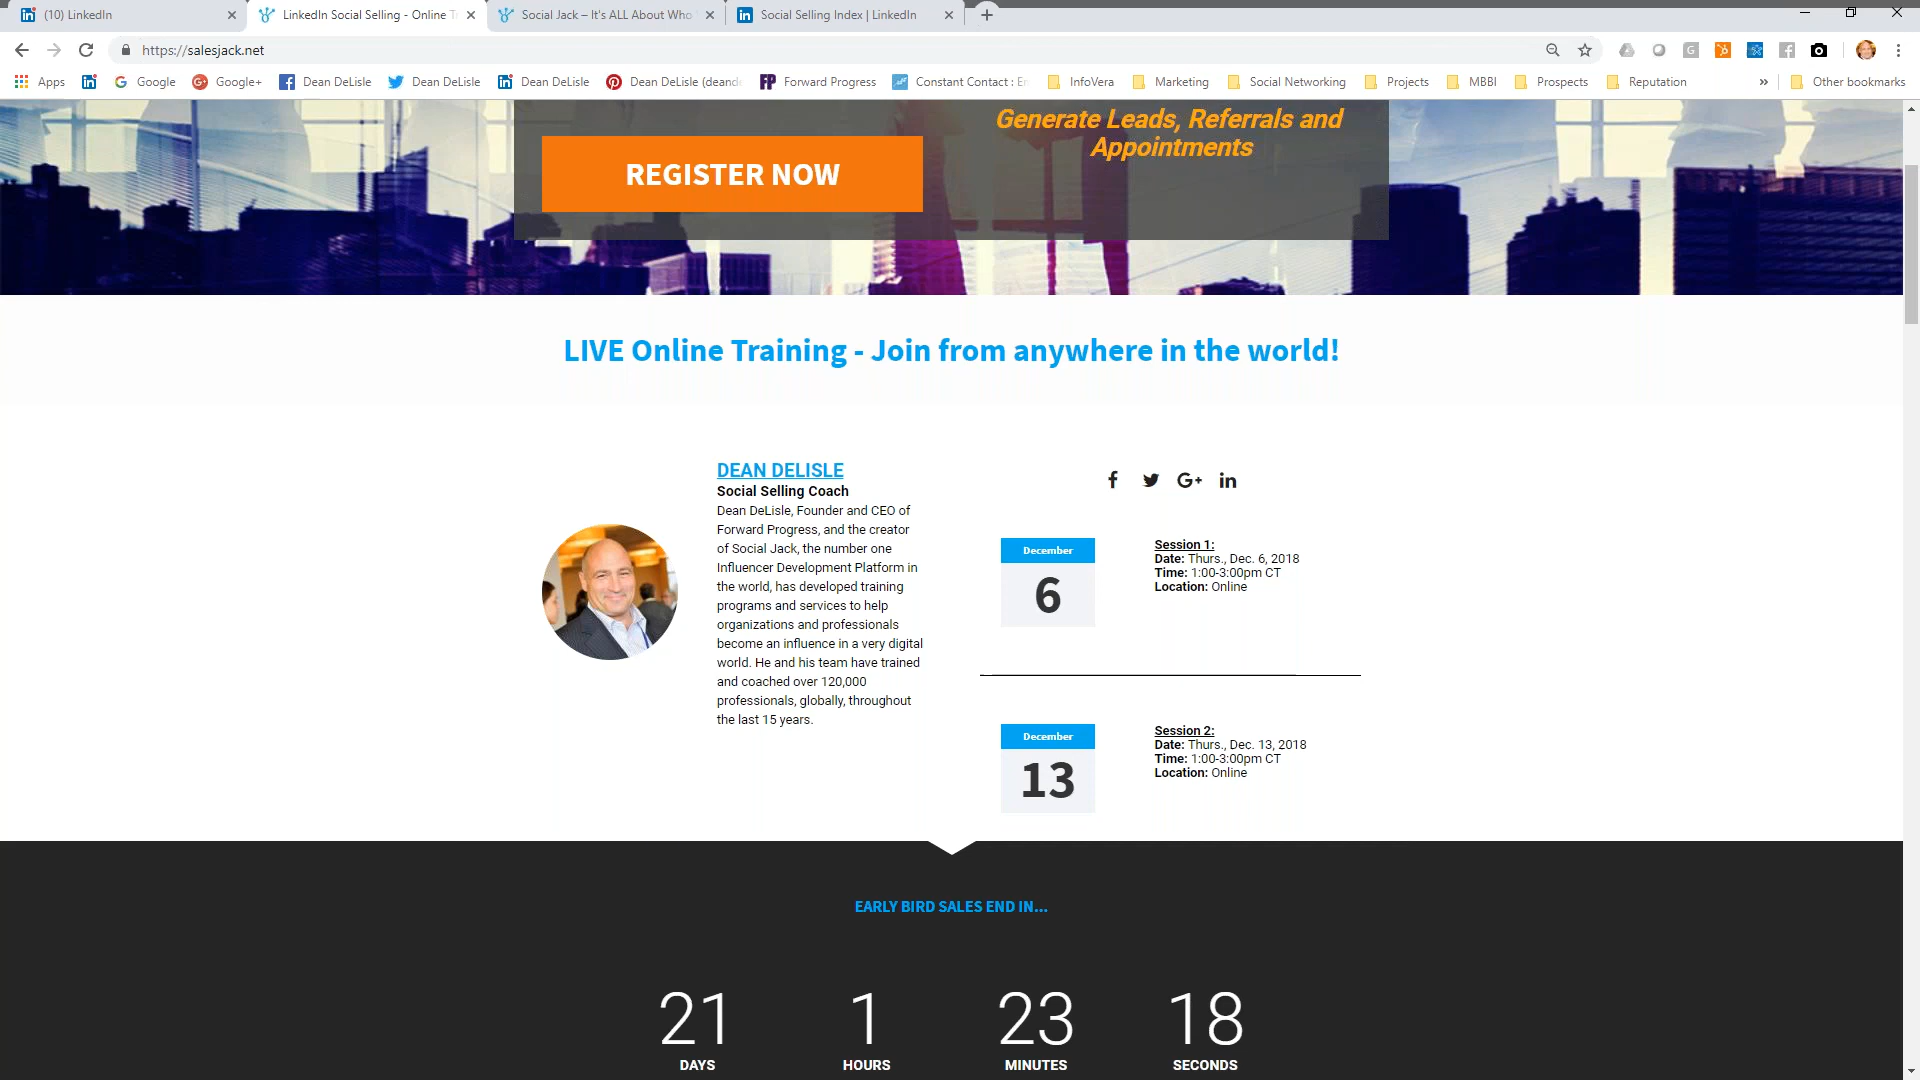 (10) LinkedIn
LinkedIn Social Selling - Online T
Social Jack – It's ALL About Who
Social Selling Index | LinkedIn
https://salesjack.net
Apps
Google
Google+
Dean DeLisle
Dean DeLisle
Dean DeLisle
Dean DeLisle (deande
Forward Progress
Constant Contact : Em
InfoVera
Marketing
Social Networking
Projects
MBBI
Prospects
Reputation
»
Other bookmarks
REGISTER NOW
Generate Leads, Referrals and
Appointments
LIVE Online Training - Join from anywhere in the world!
DEAN DELISLE
Social Selling Coach
Dean DeLisle, Founder and CEO of
Forward Progress, and the creator
of Social Jack, the number one
Influencer Development Platform in
the world, has developed training
programs and services to help
organizations and professionals
become an influence in a very digital
world. He and his team have trained
and coached over 120,000
professionals, globally, throughout
the last 15 years.
December
6
Session 1:
Date: Thurs., Dec. 6, 2018
Time: 1:00-3:00pm CT
Location: Online
December
13
Session 2:
Date: Thurs., Dec. 13, 2018
Time: 1:00-3:00pm CT
Location: Online
EARLY BIRD SALES END IN...
21 1 23 18
DAYS HOURS MINUTES SECONDS